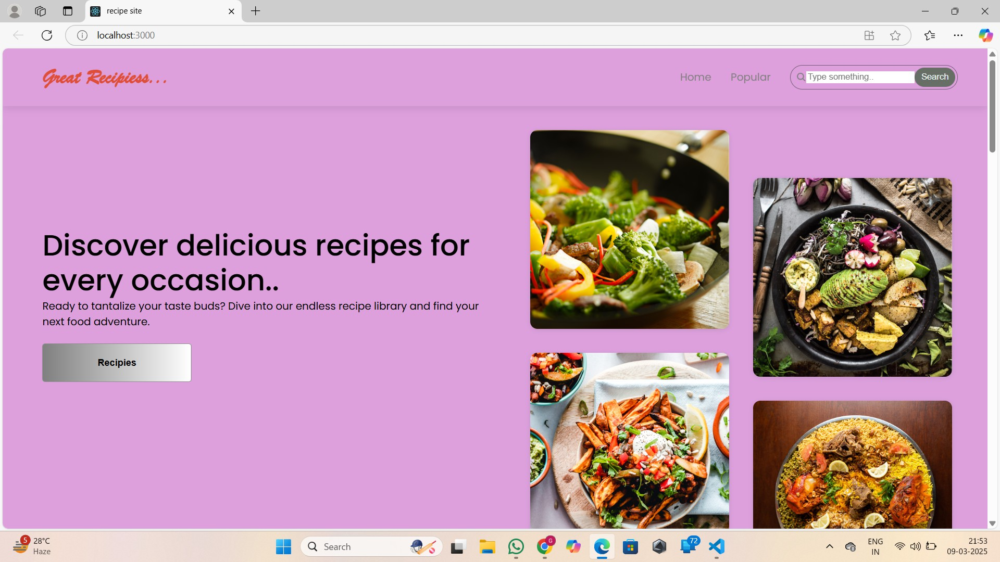 recipe site
localhost:3000
Great Recipiess...
Home
Popular
Type something..
Search
Discover delicious recipes for
every occasion..
Ready to tantalize your taste buds? Dive into our endless recipe library and find your
next food adventure.
Recipies
5
28°C
Haze
Search
G
72
ENG
IN
21:53
09-03-2025